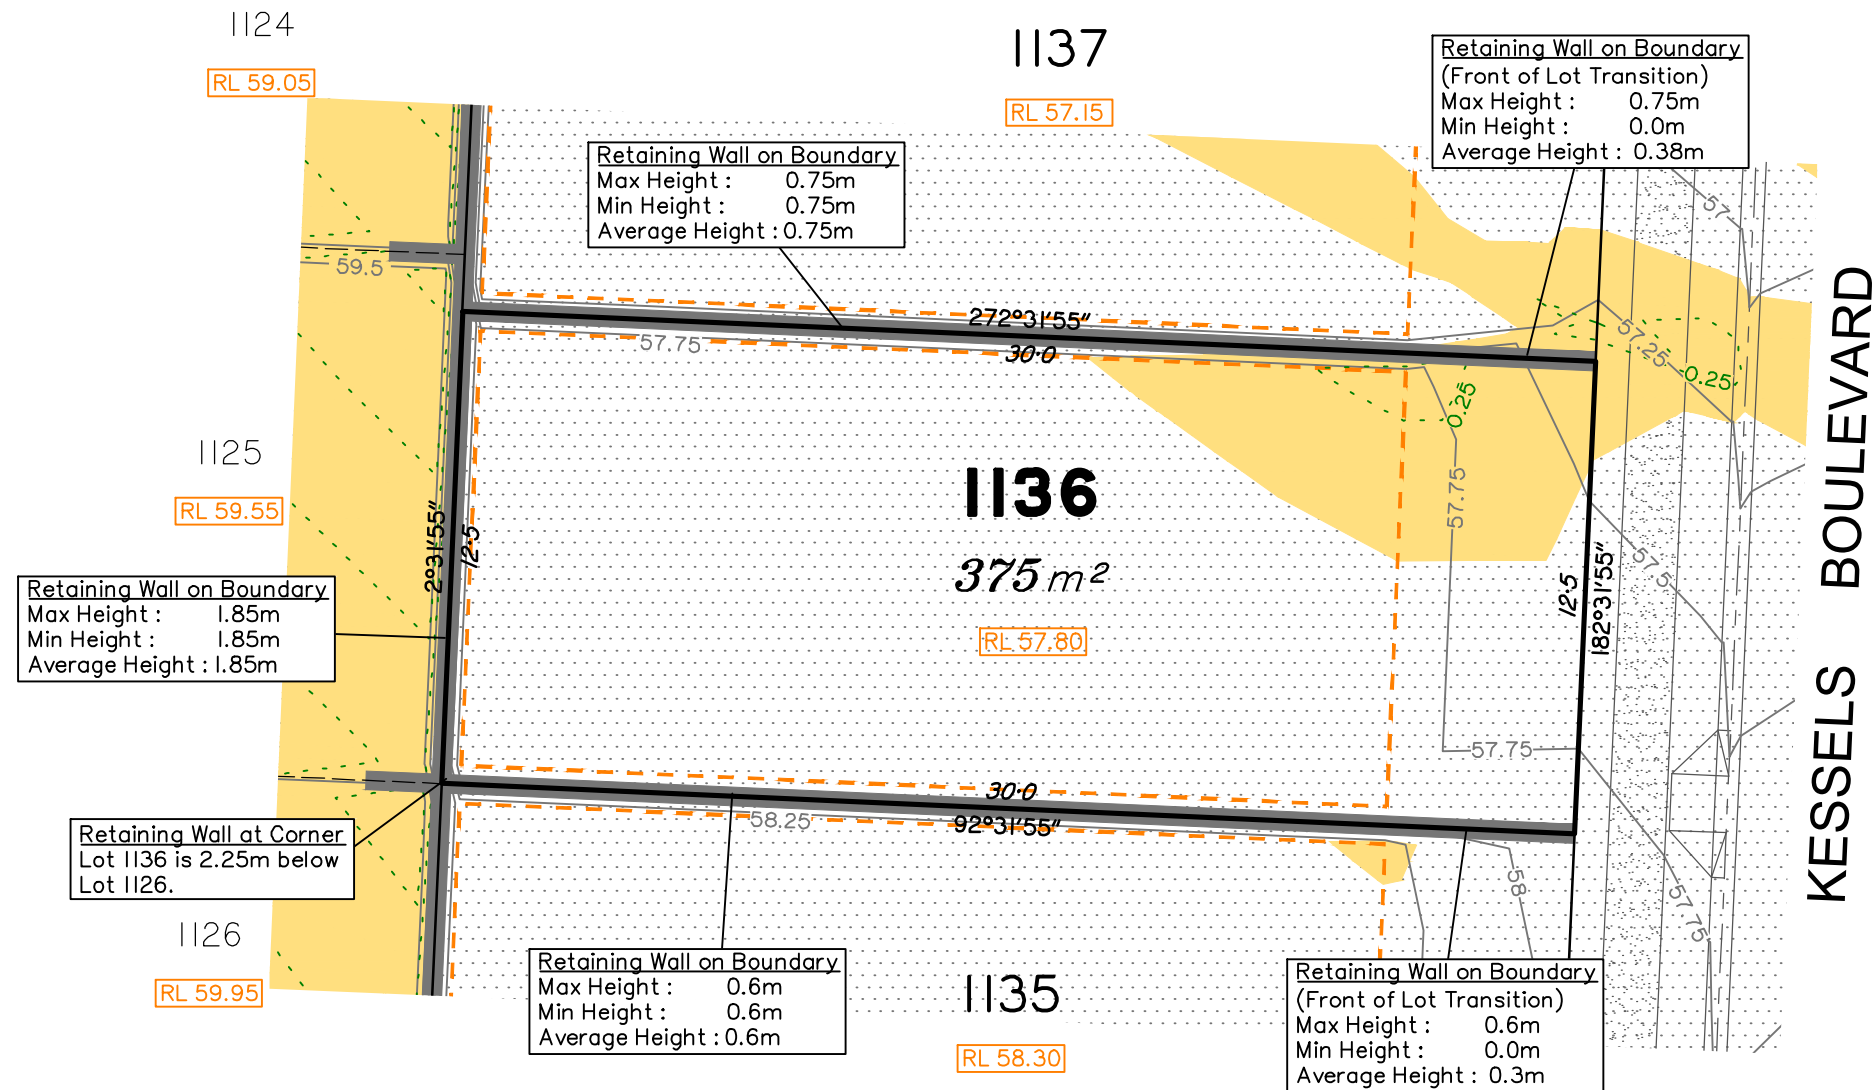 1124
RL 59.05
1137
RL 57.15
Retaining Wall on Boundary
(Front of Lot Transition)
Max Height : 0.75m
Min Height : 0.0m
Average Height : 0.38m
Retaining Wall on Boundary
Max Height : 0.75m
Min Height : 0.75m
Average Height : 0.75m
57
59.5
272°31'55"
30·0
57.75
57.25
0.25
0.25
1125
RL 59.55
1136
375 m²
RL 57.80
57.75
57.5
2°31'55"
12·5
12·5
182°31'55"
KESSELS BOULEVARD
Retaining Wall on Boundary
Max Height : 1.85m
Min Height : 1.85m
Average Height : 1.85m
57.75
30·0
92°31'55"
58.25
58
57.75
Retaining Wall at Corner
Lot 1136 is 2.25m below
Lot 1126.
1126
RL 59.95
Retaining Wall on Boundary
Max Height : 0.6m
Min Height : 0.6m
Average Height : 0.6m
1135
RL 58.30
Retaining Wall on Boundary
(Front of Lot Transition)
Max Height : 0.6m
Min Height : 0.0m
Average Height : 0.3m